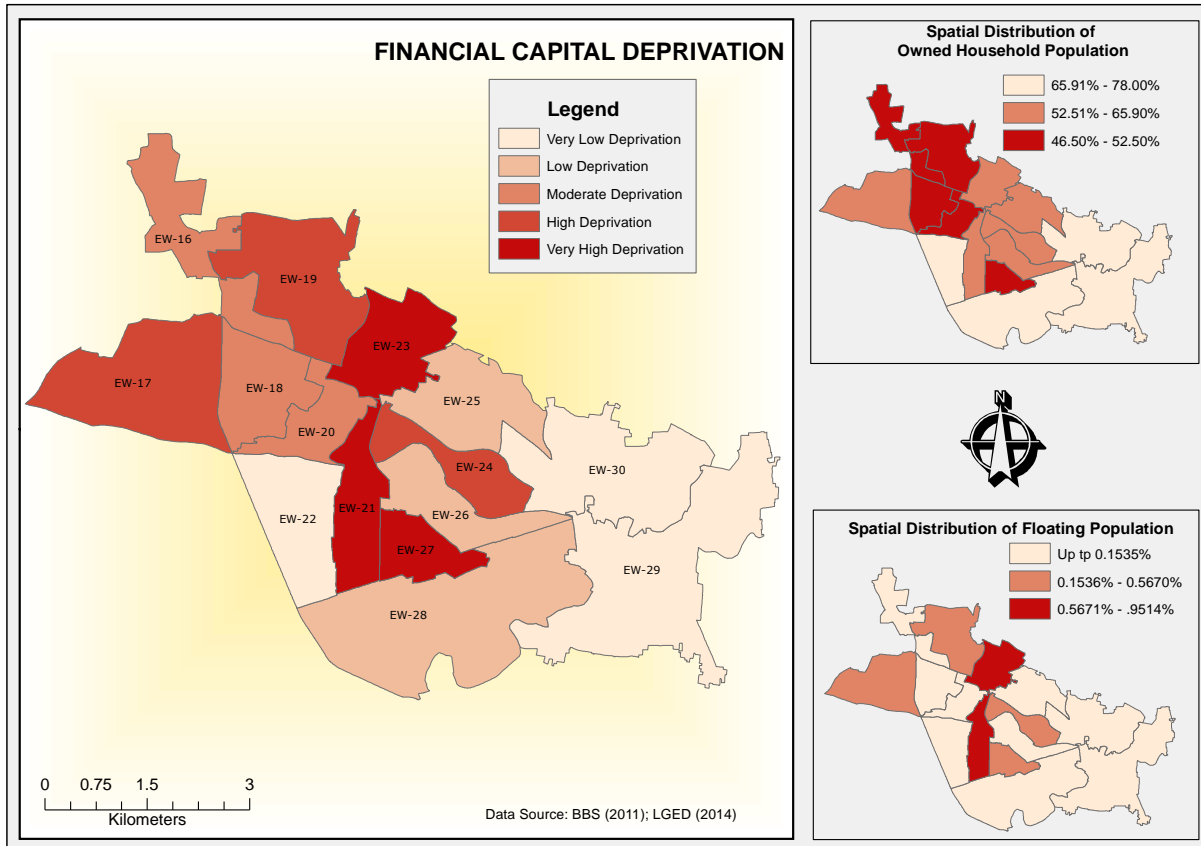 FINANCIAL CAPITAL DEPRIVATION
Legend
Very Low Deprivation
Low Deprivation
Moderate Deprivation
High Deprivation
Very High Deprivation
EW-16
EW-19
EW-23
EW-17
EW-18
EW-25
EW-20
EW-24
EW-30
EW-21
EW-26
EW-22
EW-27
EW-29
EW-28
0 0.75 1.5 3
Kilometers
Data Source: BBS (2011); LGED (2014)
Spatial Distribution of
Owned Household Population
65.91% - 78.00%
52.51% - 65.90%
46.50% - 52.50%
N
Spatial Distribution of Floating Population
Up tp 0.1535%
0.1536% - 0.5670%
0.5671% - .9514%